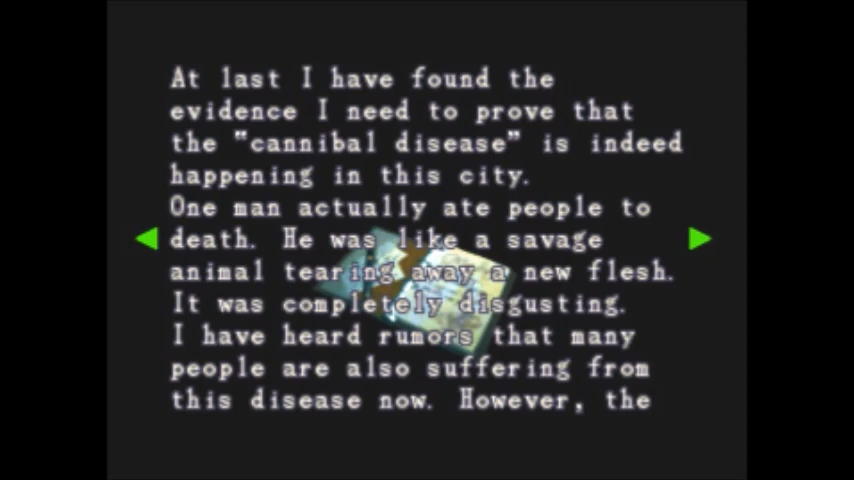 At last I have found the
evidence I need to prove that
the "cannibal disease" is indeed
happening in this city.
One man actually ate people to
death. He was like a savage
animal tearing away a new flesh.
It was completely disgusting.
I have heard rumors that many
people are also suffering from
this disease now. However, the